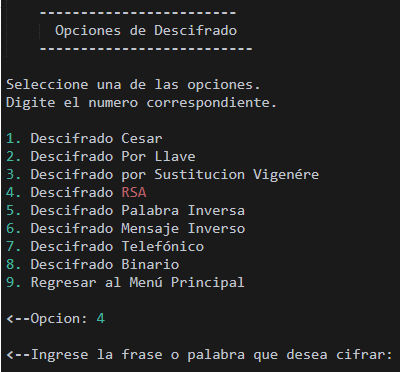 -------------------------
Opciones de Descifrado
---------------------------
Seleccione una de las opciones.
Digite el numero correspondiente.
1. Descifrado Cesar
2. Descifrado Por Llave
3. Descifrado por Sustitucion Vigenére
4. Descifrado RSA
5. Descifrado Palabra Inversa
6. Descifrado Mensaje Inverso
7. Descifrado Telefónico
8. Descifrado Binario
9. Regresar al Menú Principal
<--Opcion: 4
<--Ingrese la frase o palabra que desea cifrar: